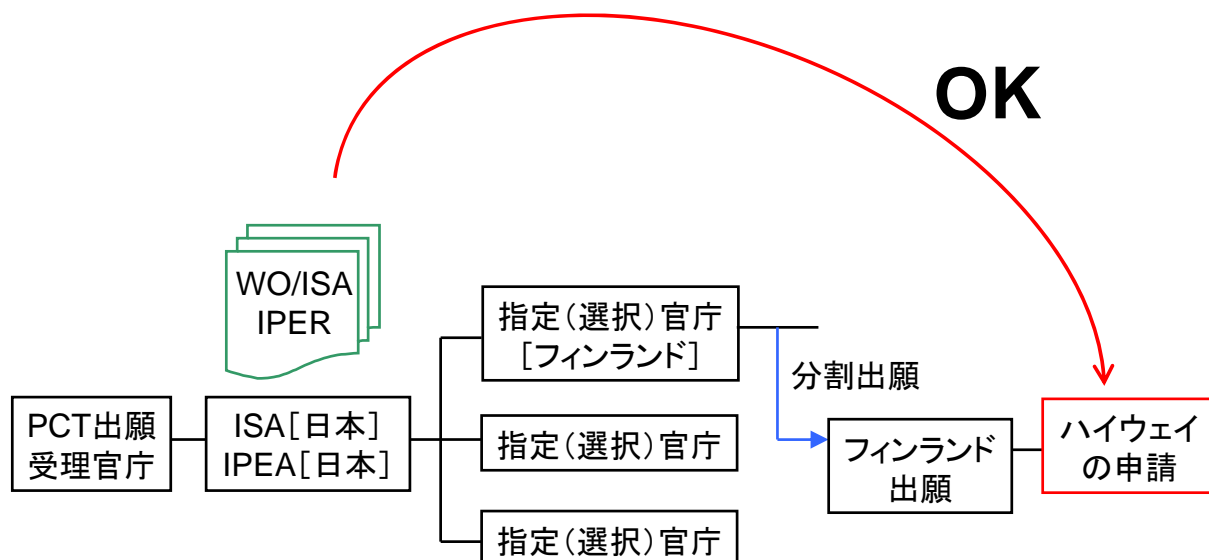 OK
WO/ISA
IPER
指定(選択)官庁
[フィンランド]
分割出願
PCT出願
受理官庁
ISA[日本]
IPEA[日本]
指定(選択)官庁
フィンランド
出願
ハイウェイ
の申請
指定(選択)官庁